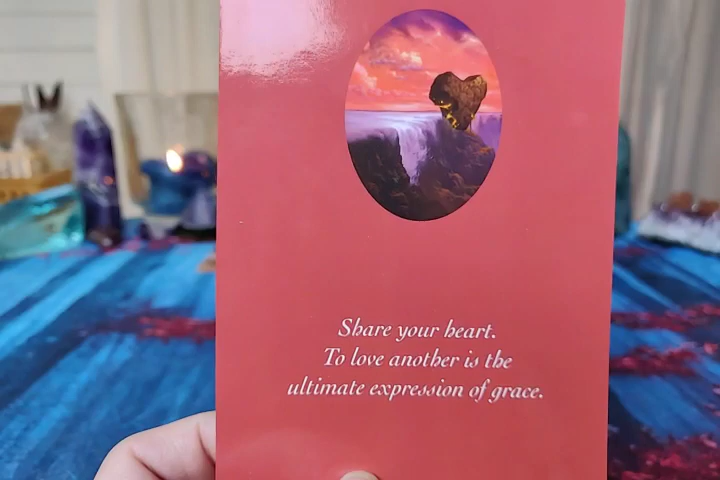 Share your heart.
To love another is the
ultimate expression of grace.